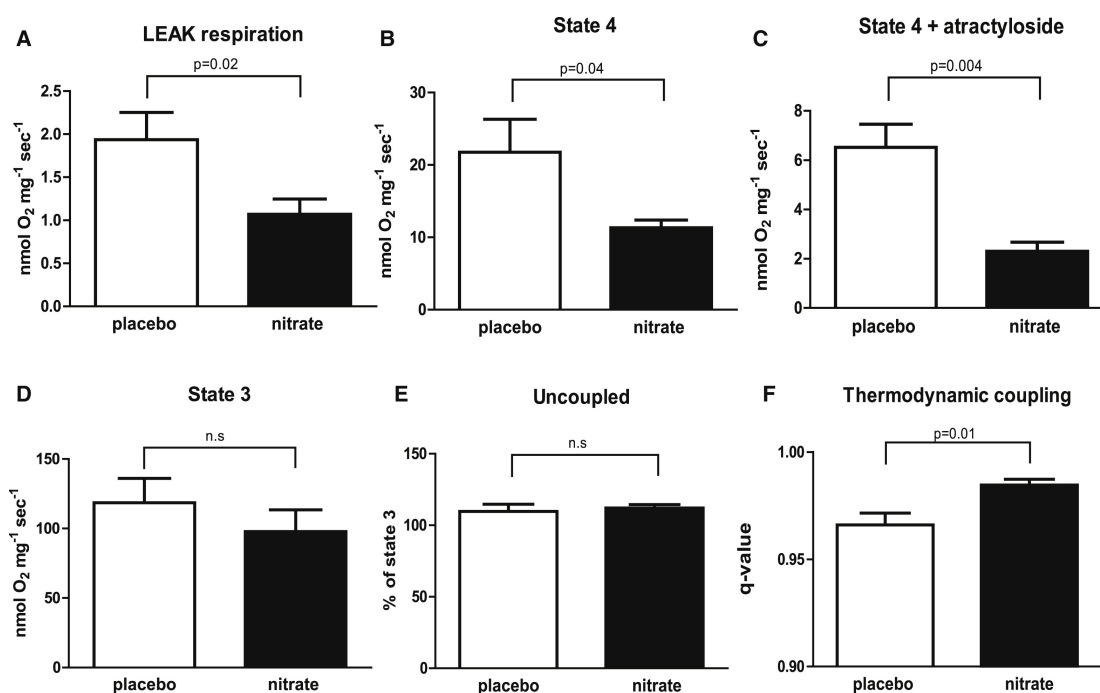 A
LEAK respiration
p=0.02
nmol O₂ mg⁻¹ sec⁻¹
2.5
2.0
1.5
1.0
0.5
0.0
placebo
nitrate
B
State 4
p=0.04
nmol O₂ mg⁻¹ sec⁻¹
30
20
10
0
placebo
nitrate
C
State 4 + atractyloside
p=0.004
nmol O₂ mg⁻¹ sec⁻¹
8
6
4
2
0
placebo
nitrate
D
State 3
n.s
nmol O₂ mg⁻¹ sec⁻¹
150
100
50
0
placebo
nitrate
E
Uncoupled
n.s
% of state 3
150
100
50
0
placebo
nitrate
F
Thermodynamic coupling
p=0.01
q-value
1.00
0.95
0.90
placebo
nitrate